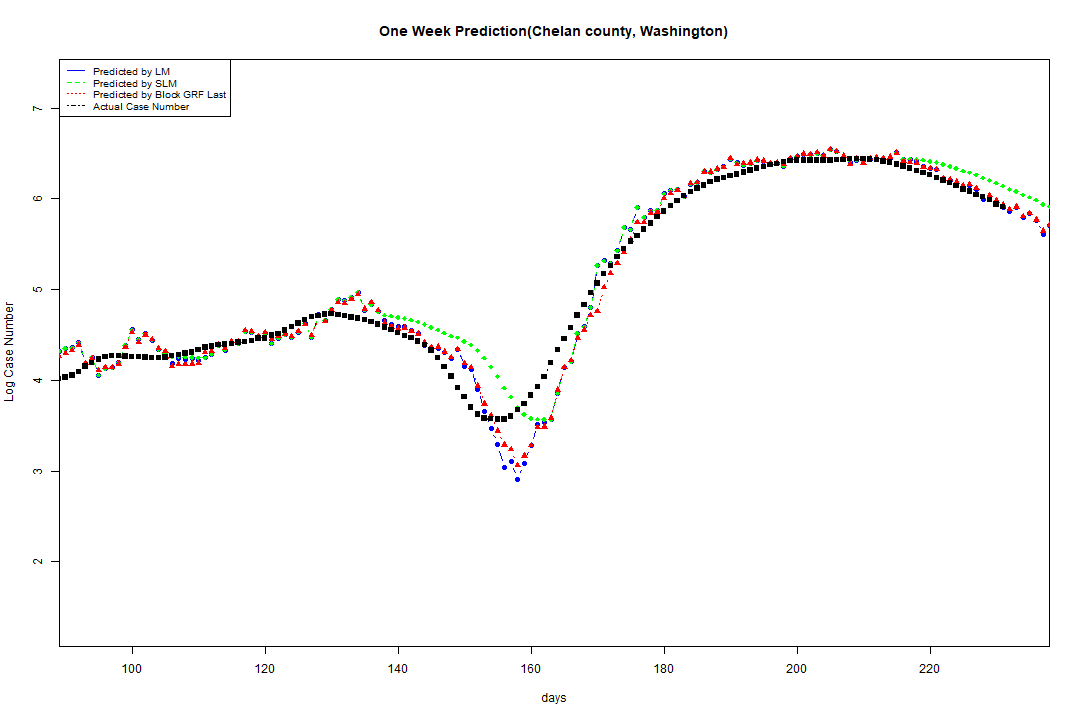 One Week Prediction(Chelan county, Washington)
Predicted by LM
Predicted by SLM
Predicted by Block GRF Last
Actual Case Number
7
6
5
4
3
2
Log Case Number
100 120 140 160 180 200 220
days